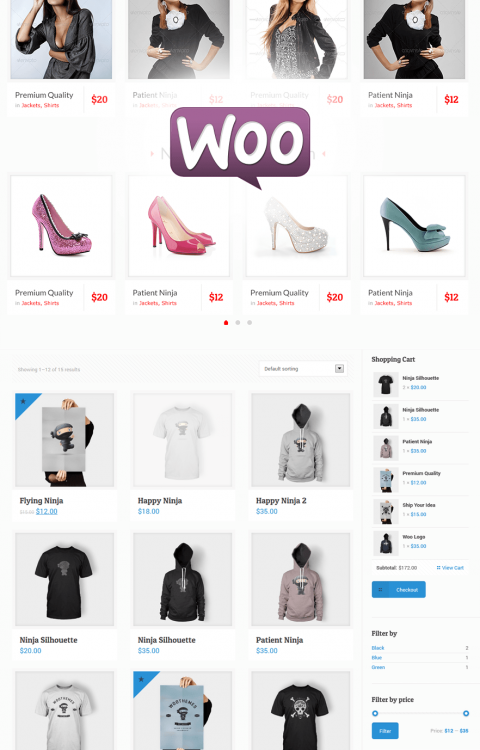 Premium Quality
in Jackets, Shirts
$20
Patient Ninja
in Jackets, Shirts
$12
Premium Quality
in Jackets, Shirts
$20
Patient Ninja
in Jackets, Shirts
$12
Woo
Premium Quality
in Jackets, Shirts
$20
Patient Ninja
in Jackets, Shirts
$12
Premium Quality
in Jackets, Shirts
$20
Patient Ninja
in Jackets, Shirts
$12
Showing 1–12 of 16 results
Default sorting
Flying Ninja
$12.00
Happy Ninja
$18.00
Happy Ninja 2
$35.00
Ninja Silhouette
$20.00
Ninja Silhouette
$35.00
Patient Ninja
$35.00
WOOTHEMES
Shopping Cart
Ninja Silhouette
2 × $20.00
Ninja Silhouette
1 × $35.00
Patient Ninja
1 × $35.00
Premium Quality
1 × $12.00
Ship Your Idea
1 × $15.00
Woo Logo
1 × $35.00
Subtotal: $172.00
View Cart
Checkout
Filter by
Black 2
Blue 1
Green 1
Filter by price
Filter
Price: $12 — $35